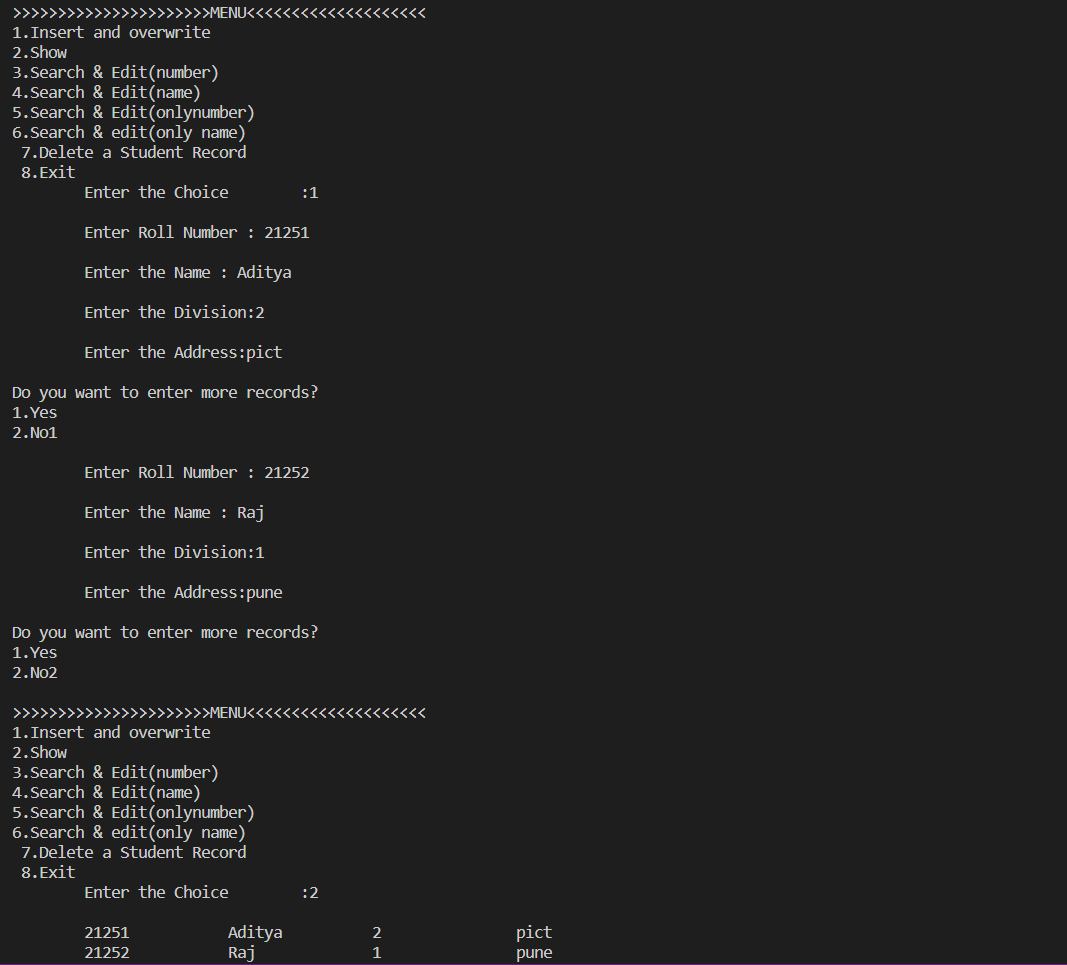 >>>>>>>>>>>>>>>>>>>>>>MENU<<<<<<<<<<<<<<<<<<<<
1.Insert and overwrite
2.Show
3.Search & Edit(number)
4.Search & Edit(name)
5.Search & Edit(onlynumber)
6.Search & edit(only name)
 7.Delete a Student Record
 8.Exit
        Enter the Choice        :1
        Enter Roll Number : 21251
        Enter the Name : Aditya
        Enter the Division:2
        Enter the Address:pict
Do you want to enter more records?
1.Yes
2.No1
        Enter Roll Number : 21252
        Enter the Name : Raj
        Enter the Division:1
        Enter the Address:pune
Do you want to enter more records?
1.Yes
2.No2
>>>>>>>>>>>>>>>>>>>>>>MENU<<<<<<<<<<<<<<<<<<<<
1.Insert and overwrite
2.Show
3.Search & Edit(number)
4.Search & Edit(name)
5.Search & Edit(onlynumber)
6.Search & edit(only name)
 7.Delete a Student Record
 8.Exit
        Enter the Choice        :2
        21251           Aditya          2               pict
        21252           Raj             1               pune